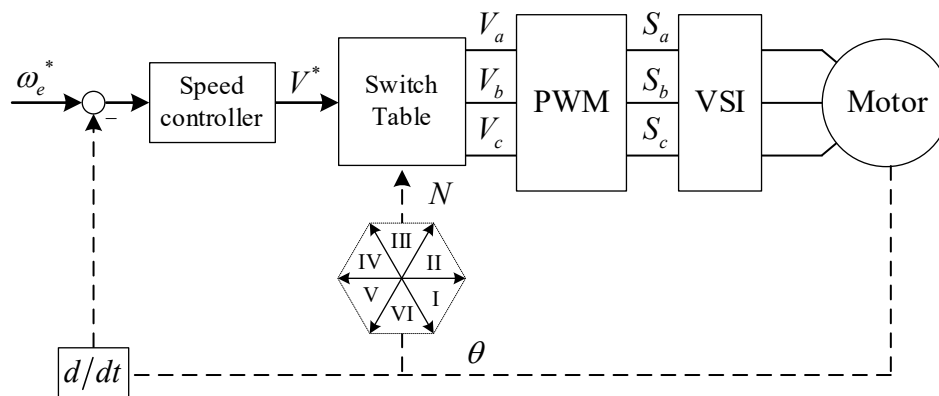 ω_e^*
−
Speed
controller
V^*
Switch
Table
V_a
V_b
V_c
PWM
S_a
S_b
S_c
VSI
Motor
N
III
IV
II
V
I
VI
θ
d/dt